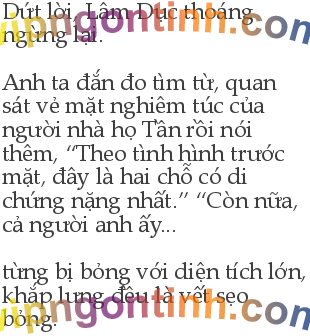 Dứt lời, Lâm Dục thoáng
ngừng lại.
Anh ta đắn đo tìm từ, quan
sát vẻ mặt nghiêm túc của
người nhà họ Tần rồi nói
thêm, “Theo tình hình trước
mặt, đây là hai chỗ có di
chứng nặng nhất.” “Còn nữa,
cả người anh ấy...
từng bị bỏng với diện tích lớn,
khắp lưng đều là vết sẹo
bỏng.
vipngontinh.com
vipngontinh.com